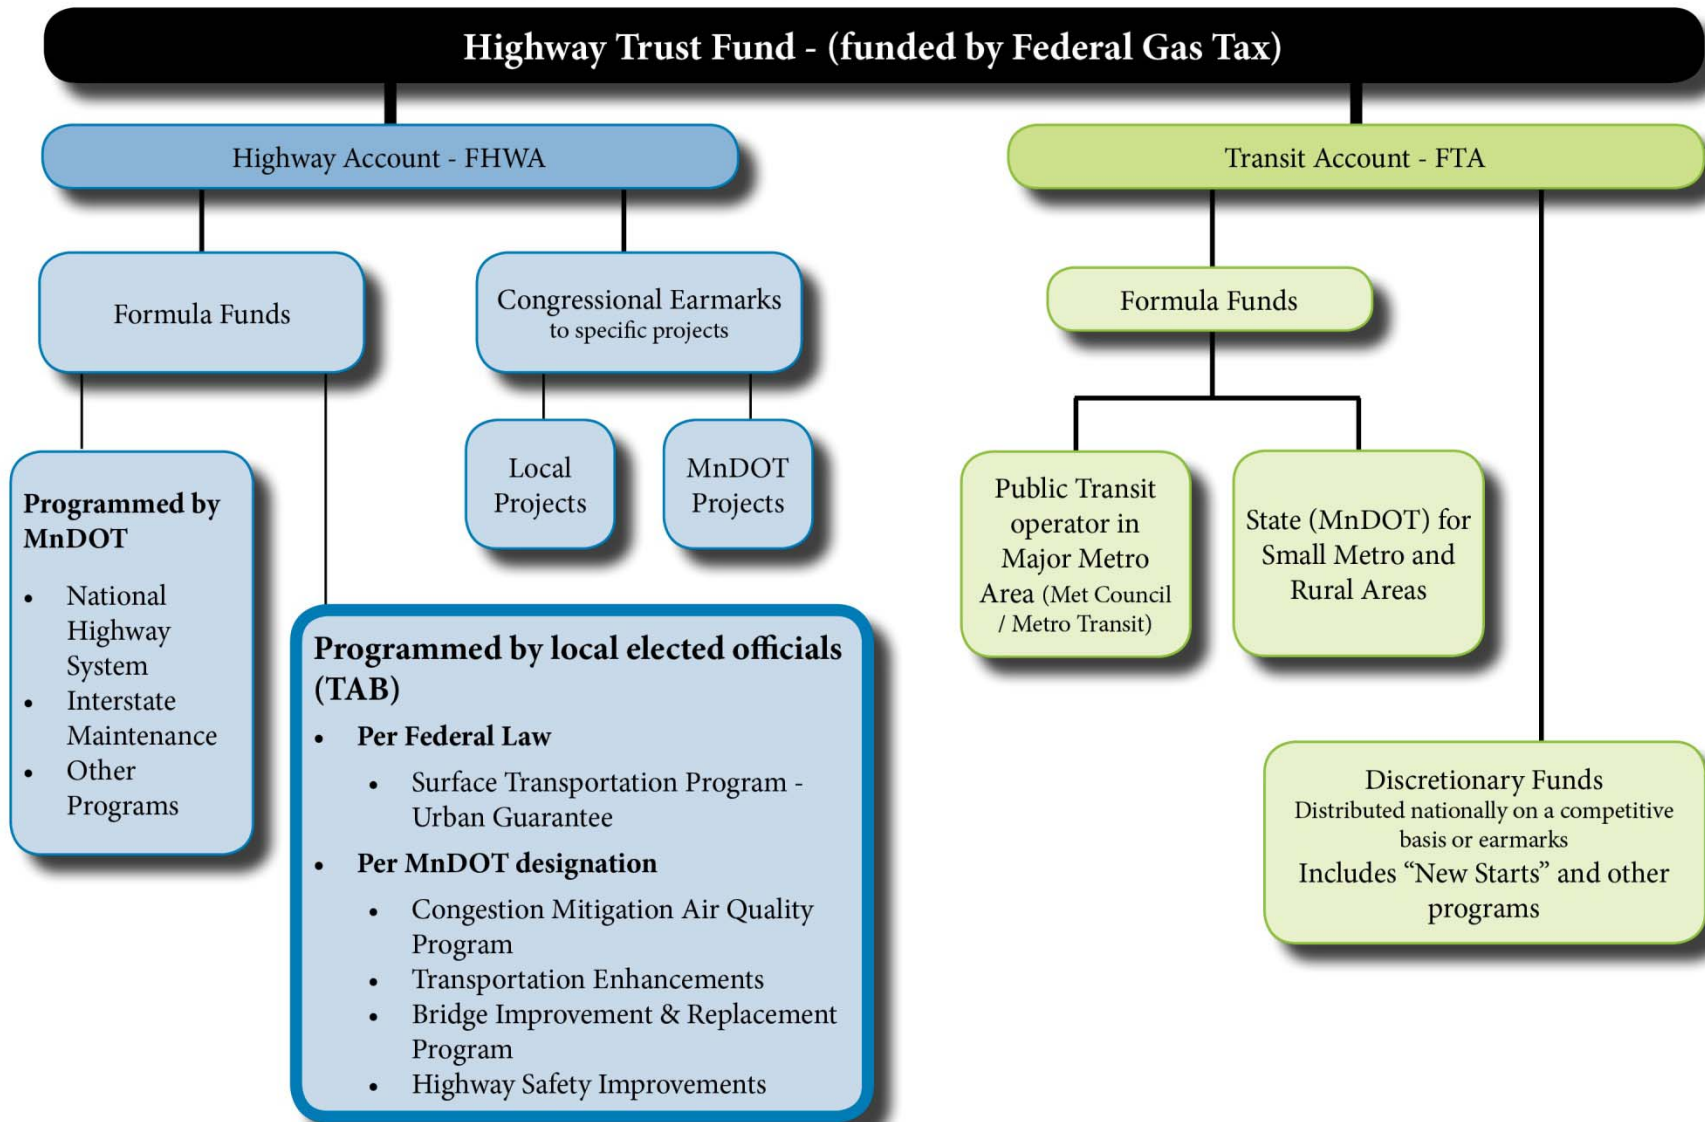 Highway Trust Fund - (funded by Federal Gas Tax)
Highway Account - FHWA
Transit Account - FTA
Formula Funds
Congressional Earmarks
to specific projects
Formula Funds
Local
Projects
MnDOT
Projects
Programmed by
MnDOT
• National
Highway
System
• Interstate
Maintenance
• Other
Programs
Public Transit
operator in
Major Metro
Area (Met Council
/ Metro Transit)
State (MnDOT) for
Small Metro and
Rural Areas
Programmed by local elected officials
(TAB)
• Per Federal Law
• Surface Transportation Program -
Urban Guarantee
• Per MnDOT designation
• Congestion Mitigation Air Quality
Program
• Transportation Enhancements
• Bridge Improvement & Replacement
Program
• Highway Safety Improvements
Discretionary Funds
Distributed nationally on a competitive
basis or earmarks
Includes “New Starts” and other
programs